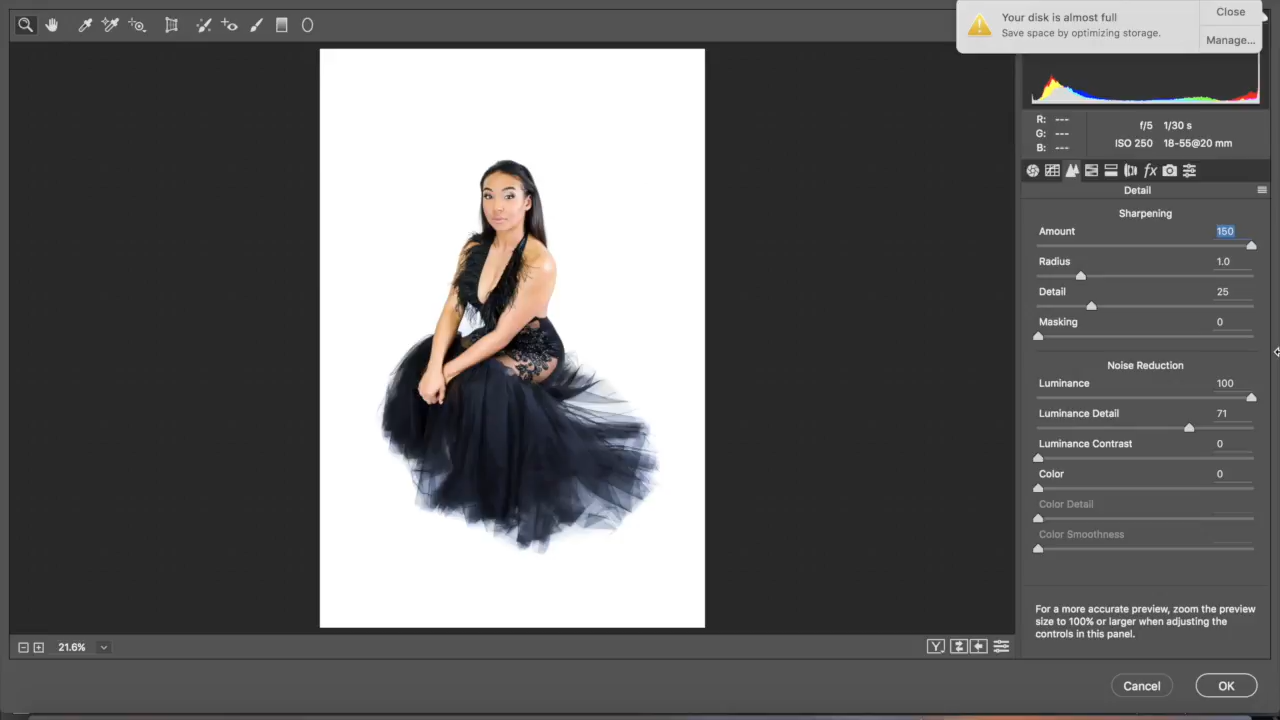 Your disk is almost full
Save space by optimizing storage.
Close
Manage...
R: ---
G: ---
B: ---
f/5 1/30 s
ISO 250 18-55@20 mm
fx
Detail
Sharpening
Amount 150
Radius 1.0
Detail 25
Masking 0
Noise Reduction
Luminance 100
Luminance Detail 71
Luminance Contrast 0
Color 0
Color Detail
Color Smoothness
For a more accurate preview, zoom the preview
size to 100% or larger when adjusting the
controls in this panel.
21.6%
Y
Cancel
OK